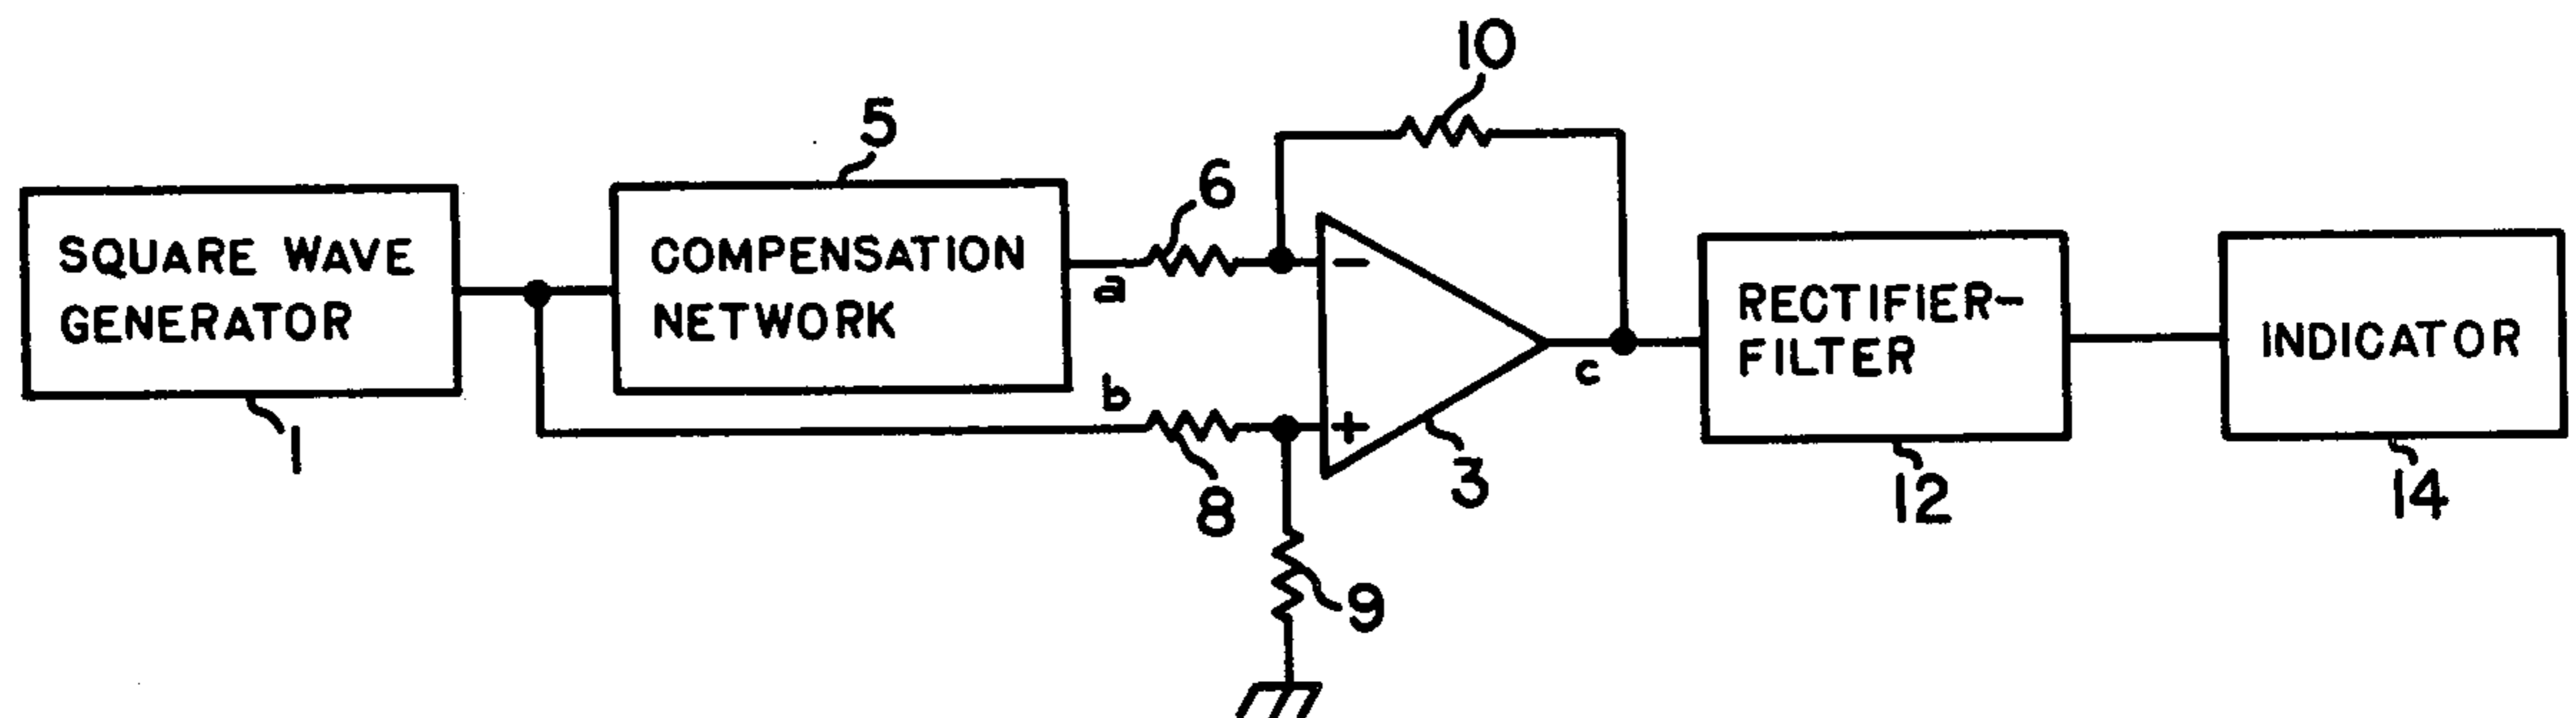 10
5
6
SQUARE WAVE
GENERATOR
COMPENSATION
NETWORK
a
−
RECTIFIER–
FILTER
INDICATOR
b
+
c
1
8
3
12
14
9